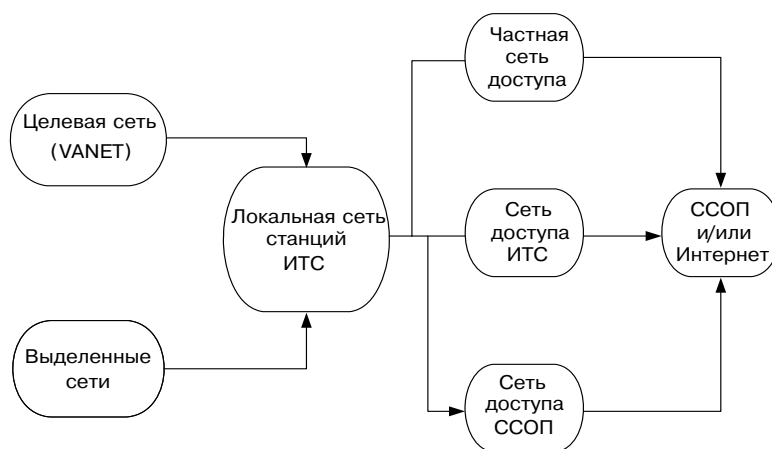 Целевая сеть
(VANET)
Выделенные
сети
Локальная сеть
станций
ИТС
Частная
сеть
доступа
Сеть
доступа
ИТС
Сеть
доступа
ССОП
ССОП
и/или
Интернет